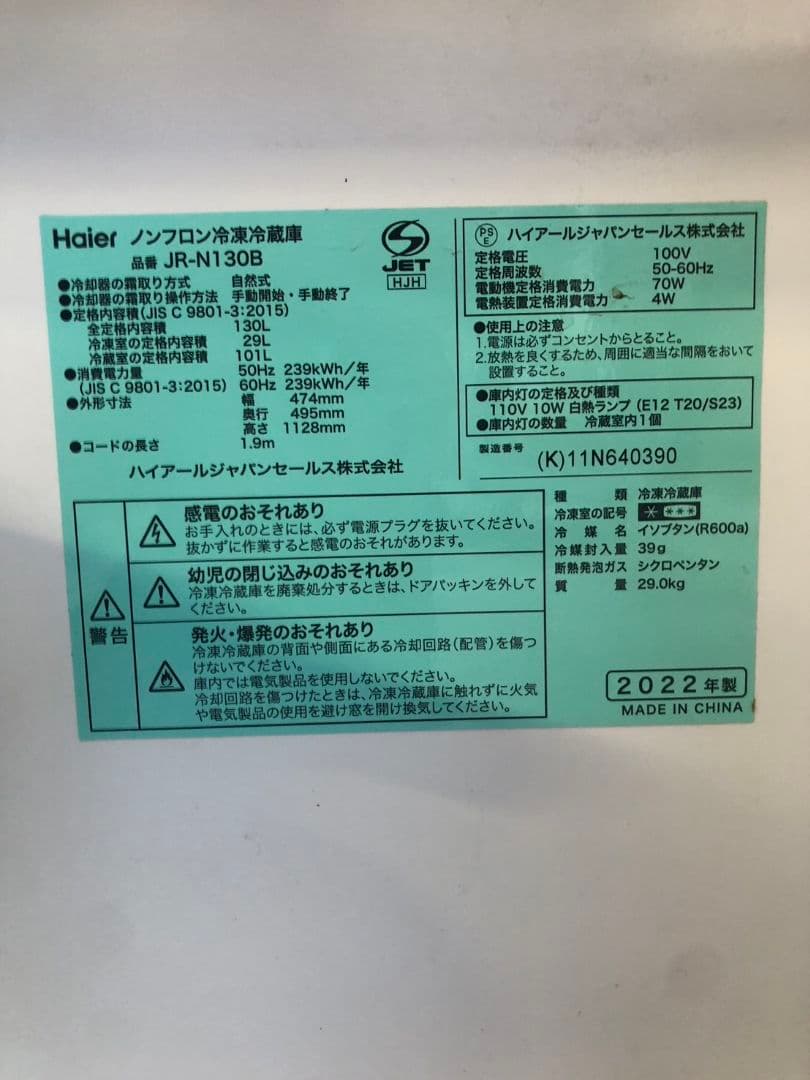 Haier ノンフロン冷凍冷蔵庫
品番 JR-N130B
JET
HJH
●冷却器の霜取り方式 自然式
●冷却器の霜取り操作方法 手動開始・手動終了
●定格内容積(JIS C 9801-3:2015)
全定格内容積 130L
冷凍室の定格内容積 29L
冷蔵室の定格内容積 101L
●消費電力量 50Hz 239kWh/年
(JIS C 9801-3:2015) 60Hz 239kWh/年
●外形寸法 幅 474mm
奥行 495mm
高さ 1128mm
●コードの長さ 1.9m
ハイアールジャパンセールス株式会社
PSE ハイアールジャパンセールス株式会社
定格電圧 100V
定格周波数 50-60Hz
電動機定格消費電力 70W
電熱装置定格消費電力 4W
●使用上の注意
1.電源は必ずコンセントからとること。
2.放熱を良くするため、周囲に適当な間隔をおいて
設置すること。
●庫内灯の定格及び種類
110V 10W 白熱ランプ (E12 T20/S23)
●庫内灯の数量 冷蔵室内1個
製造番号 (K)11N640390
警告
感電のおそれあり
お手入れのときには、必ず電源プラグを抜いてください。
抜かずに作業すると感電のおそれがあります。
幼児の閉じ込みのおそれあり
冷凍冷蔵庫を廃棄処分するときは、ドアパッキンを外して
ください。
発火・爆発のおそれあり
冷凍冷蔵庫の背面や側面にある冷却回路(配管)を傷つ
けないでください。
庫内では電気製品を使用しないでください。
冷却回路を傷つけたときは、冷凍冷蔵庫に触れずに火気
や電気製品の使用を避け窓を開け換気してください。
種類 冷凍冷蔵庫
冷凍室の記号 * ***
冷媒名 イソブタン(R600a)
冷媒封入量 39g
断熱発泡ガス シクロペンタン
質量 29.0kg
2022年製
MADE IN CHINA